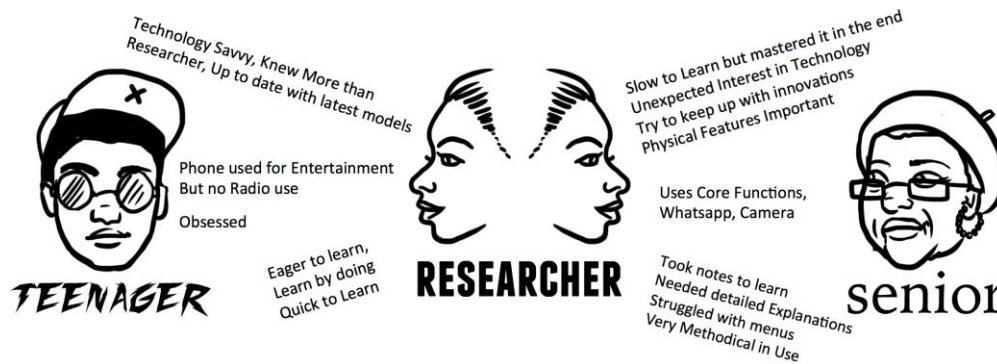 Technology Savvy, Knew More than
Researcher, Up to date with latest models
Phone used for Entertainment
But no Radio use
Obsessed
Eager to learn,
Learn by doing
Quick to Learn
TEENAGER
RESEARCHER
Slow to Learn but mastered it in the end
Unexpected Interest in Technology
Try to keep up with innovations
Physical Features Important
Uses Core Functions,
Whatsapp, Camera
Took notes to learn
Needed detailed Explanations
Struggled with menus
Very Methodical in Use
senior